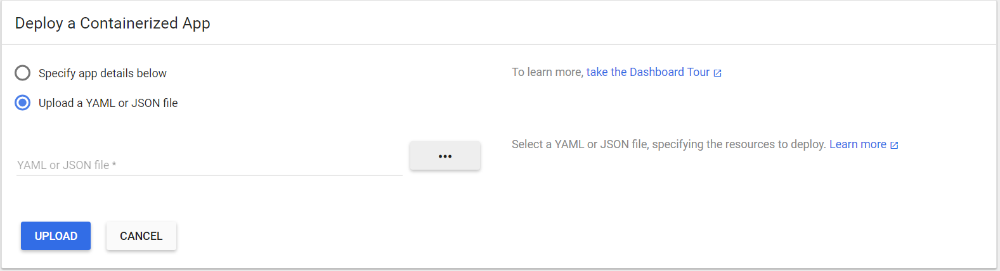 Deploy a Containerized App
Specify app details below
To learn more, take the Dashboard Tour
Upload a YAML or JSON file
Select a YAML or JSON file, specifying the resources to deploy. Learn more
YAML or JSON file *
UPLOAD
CANCEL